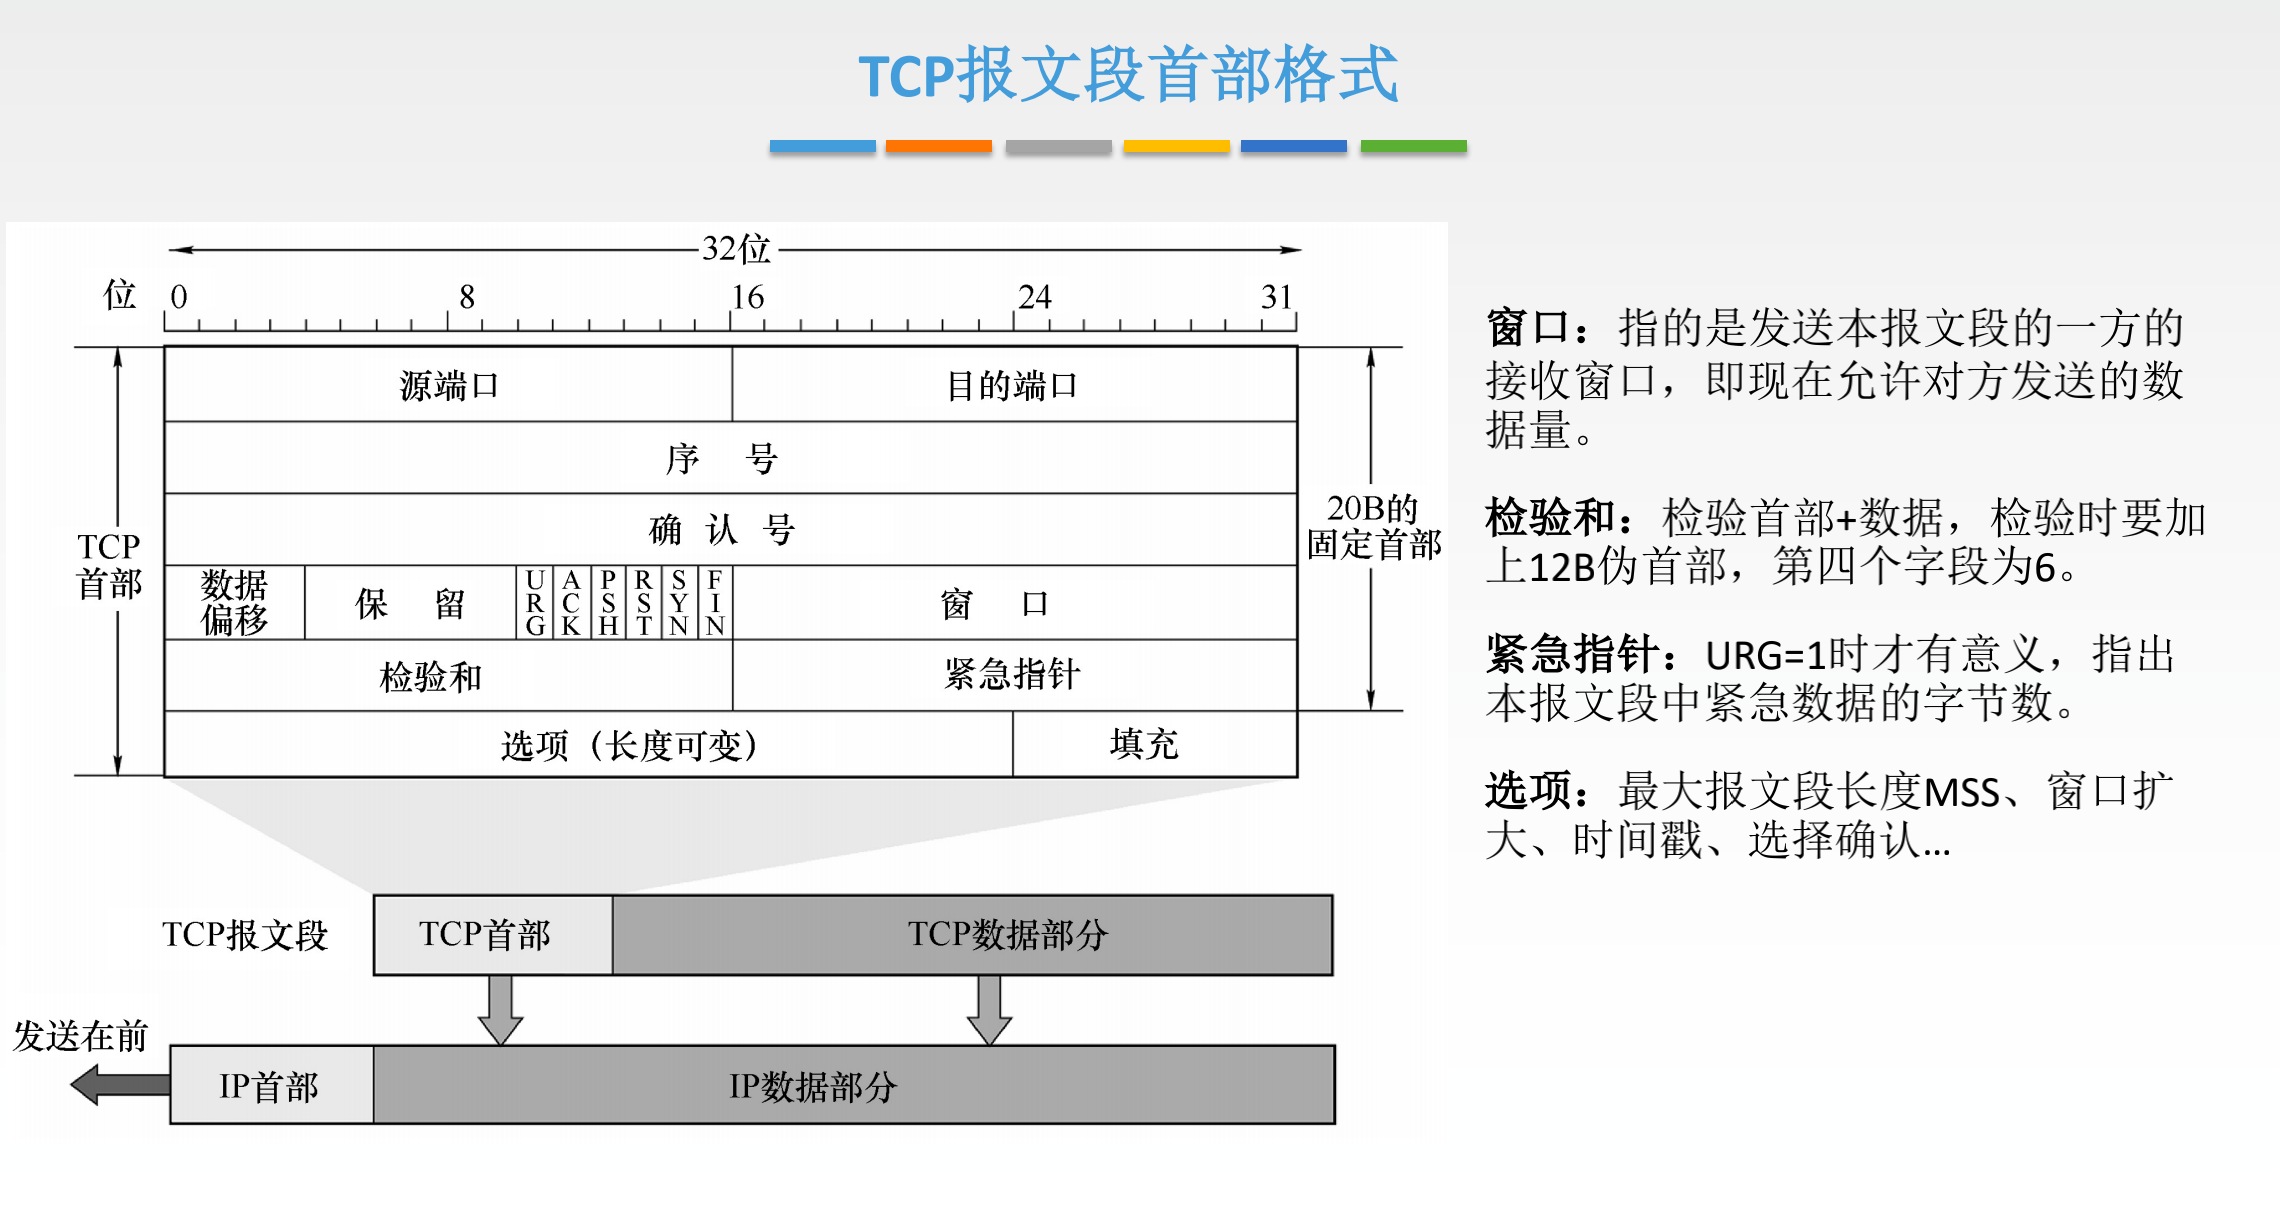 TCP报文段首部格式
32位
位 0 8 16 24 31
源端口 目的端口
序 号
确 认 号
20B的
固定首部
TCP
首部
数据
偏移
保 留
URG ACK PSH RST SYN FIN
窗 口
检验和 紧急指针
选项（长度可变） 填充
TCP报文段 TCP首部 TCP数据部分
发送在前
IP首部 IP数据部分
窗口：指的是发送本报文段的一方的
接收窗口，即现在允许对方发送的数
据量。
检验和：检验首部+数据，检验时要加
上12B伪首部，第四个字段为6。
紧急指针：URG=1时才有意义，指出
本报文段中紧急数据的字节数。
选项：最大报文段长度MSS、窗口扩
大、时间戳、选择确认…